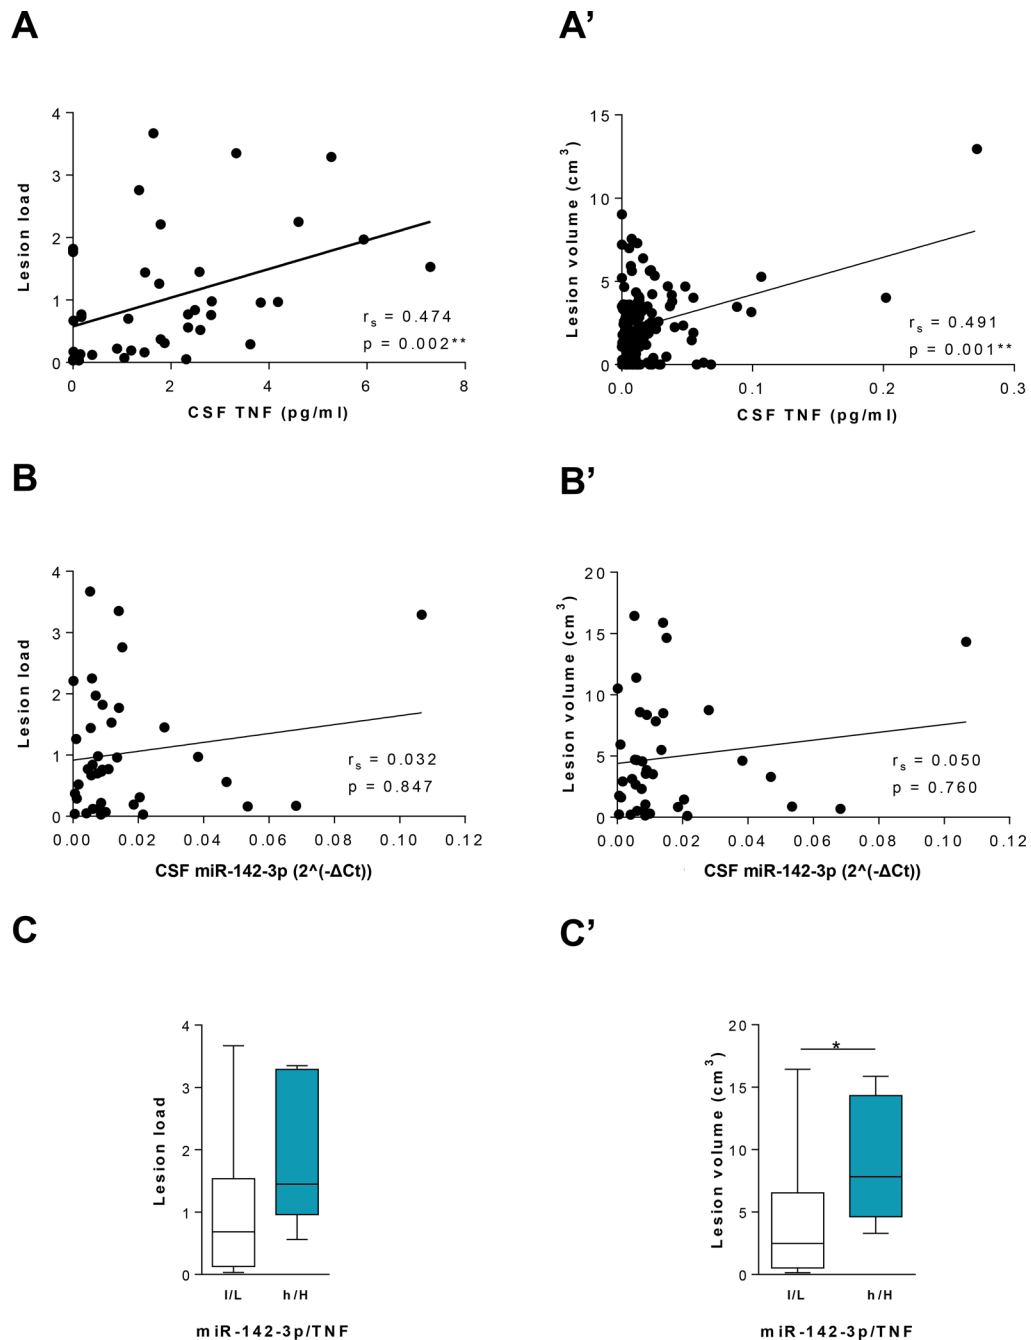 A
A’
4
3
2
1
0
Lesion load
r_s = 0.474
p = 0.002**
0 2 4 6 8
CSF TNF (pg/ml)
15
10
5
0
Lesion volume (cm^3)
r_s = 0.491
p = 0.001**
0.0 0.1 0.2 0.3
CSF TNF (pg/ml)
B
B’
4
3
2
1
0
Lesion load
r_s = 0.032
p = 0.847
0.00 0.02 0.04 0.06 0.08 0.10 0.12
CSF miR-142-3p (2^(-ΔCt))
20
15
10
5
0
Lesion volume (cm^3)
r_s = 0.050
p = 0.760
0.00 0.02 0.04 0.06 0.08 0.10 0.12
CSF miR-142-3p (2^(-ΔCt))
C
C’
4
3
2
1
0
Lesion load
l/L h/H
miR-142-3p/TNF
20
15
10
5
0
Lesion volume (cm^3)
*
l/L h/H
miR-142-3p/TNF